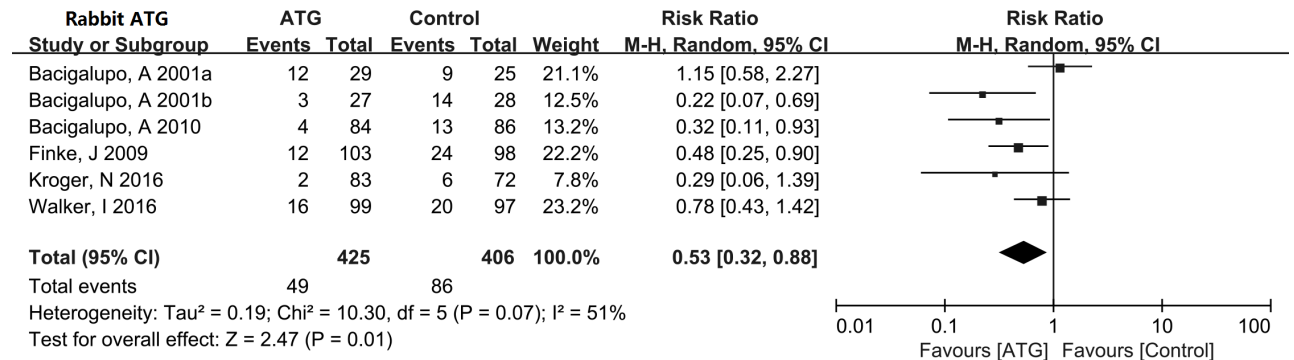 Rabbit ATG ATG Control Risk Ratio Risk Ratio
Study or Subgroup Events Total Events Total Weight M-H, Random, 95% CI M-H, Random, 95% CI
Bacigalupo, A 2001a 12 29 9 25 21.1% 1.15 [0.58, 2.27]
Bacigalupo, A 2001b 3 27 14 28 12.5% 0.22 [0.07, 0.69]
Bacigalupo, A 2010 4 84 13 86 13.2% 0.32 [0.11, 0.93]
Finke, J 2009 12 103 24 98 22.2% 0.48 [0.25, 0.90]
Kroger, N 2016 2 83 6 72 7.8% 0.29 [0.06, 1.39]
Walker, I 2016 16 99 20 97 23.2% 0.78 [0.43, 1.42]
Total (95% CI) 425 406 100.0% 0.53 [0.32, 0.88]
Total events 49 86
Heterogeneity: Tau² = 0.19; Chi² = 10.30, df = 5 (P = 0.07); I² = 51%
Test for overall effect: Z = 2.47 (P = 0.01)
0.01 0.1 1 10 100
Favours [ATG] Favours [Control]